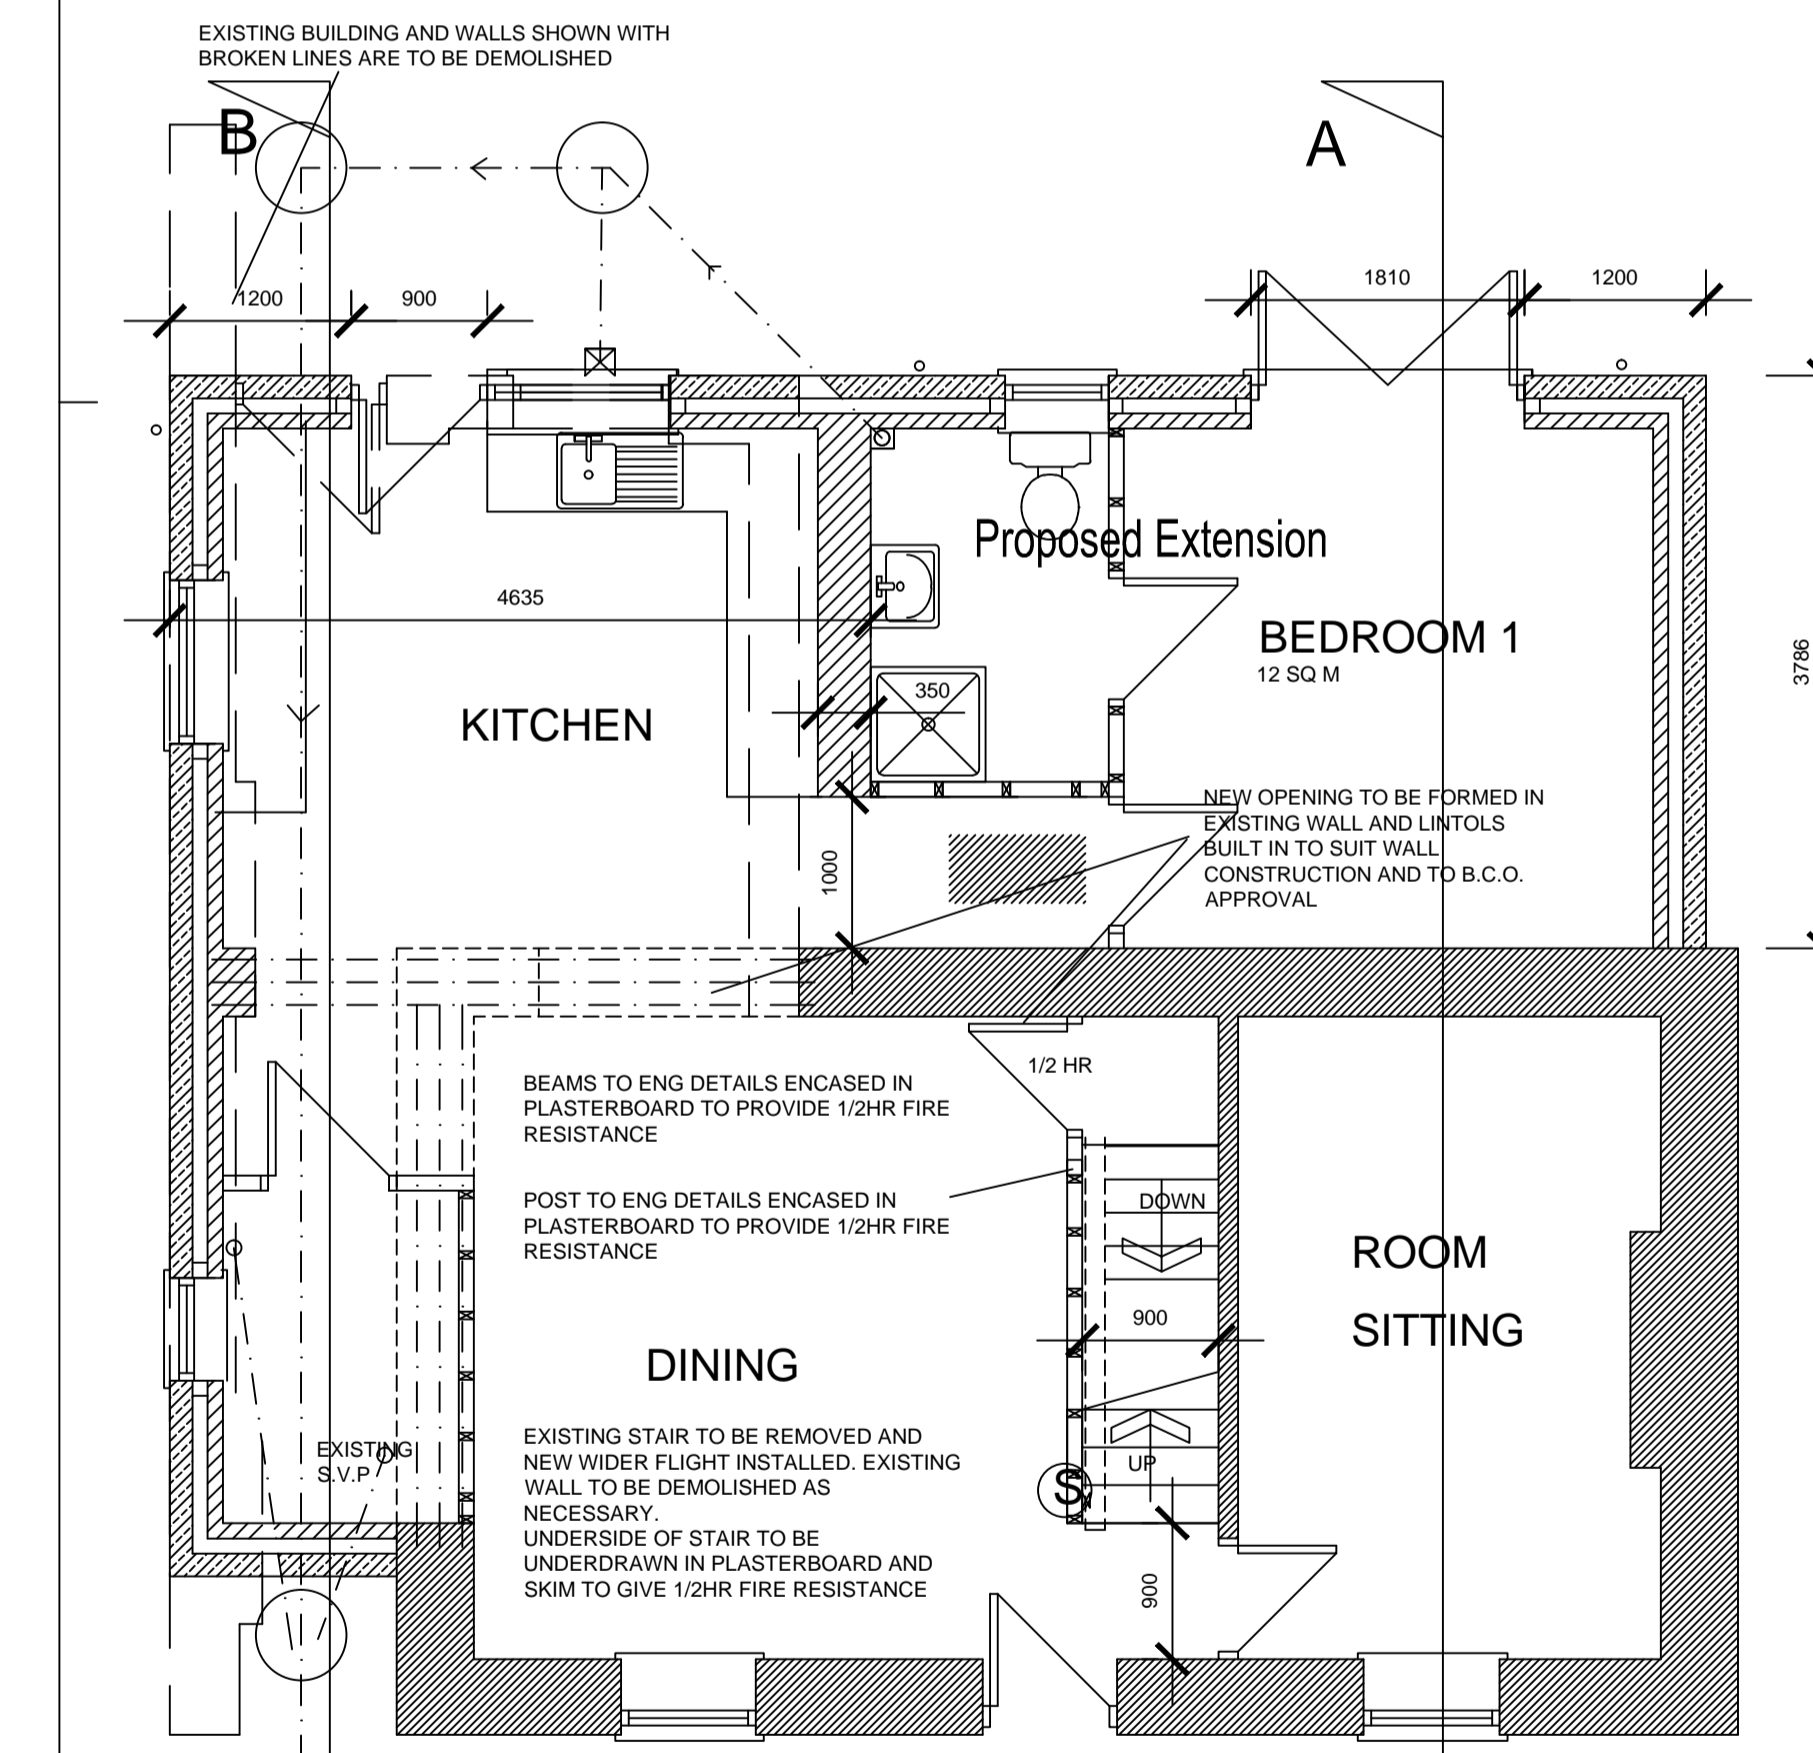 EXISTING BUILDING AND WALLS SHOWN WITH
BROKEN LINES ARE TO BE DEMOLISHED
B
A
1200
900
1810
1200
Proposed Extension
4635
BEDROOM 1
12 SQ M
3786
350
KITCHEN
NEW OPENING TO BE FORMED IN
EXISTING WALL AND LINTOLS
BUILT IN TO SUIT WALL
CONSTRUCTION AND TO B.C.O.
APPROVAL
1000
1/2 HR
BEAMS TO ENG DETAILS ENCASED IN
PLASTERBOARD TO PROVIDE 1/2HR FIRE
RESISTANCE
POST TO ENG DETAILS ENCASED IN
PLASTERBOARD TO PROVIDE 1/2HR FIRE
RESISTANCE
DOWN
ROOM
SITTING
900
DINING
EXISTING STAIR TO BE REMOVED AND
NEW WIDER FLIGHT INSTALLED. EXISTING
WALL TO BE DEMOLISHED AS
NECESSARY.
UNDERSIDE OF STAIR TO BE
UNDERDRAWN IN PLASTERBOARD AND
SKIM TO GIVE 1/2HR FIRE RESISTANCE
EXISTING
S.V.P
UP
S
900